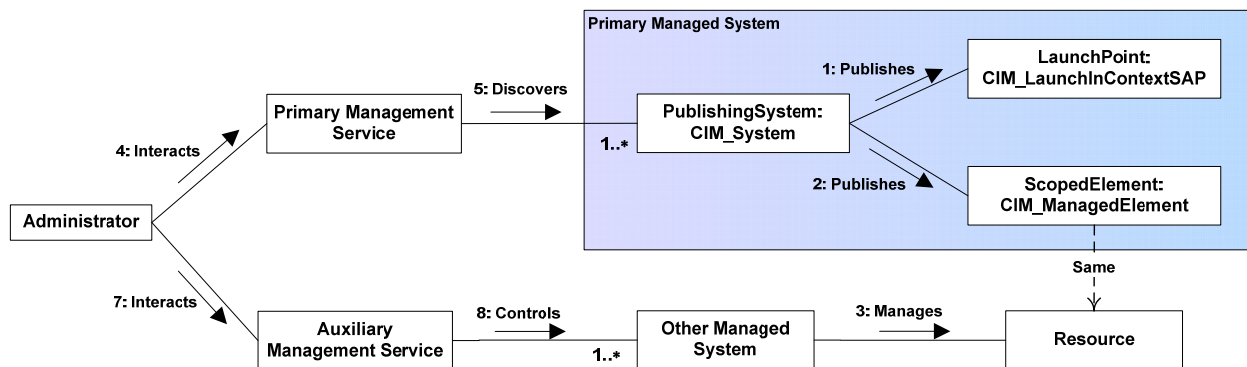 Primary Managed System
LaunchPoint:
CIM_LaunchInContextSAP
1: Publishes
5: Discovers
Primary Management
Service
PublishingSystem:
CIM_System
1..*
4: Interacts
2: Publishes
ScopedElement:
CIM_ManagedElement
Administrator
Same
7: Interacts
8: Controls
3: Manages
Auxiliary
Management Service
Other Managed
System
1..*
Resource